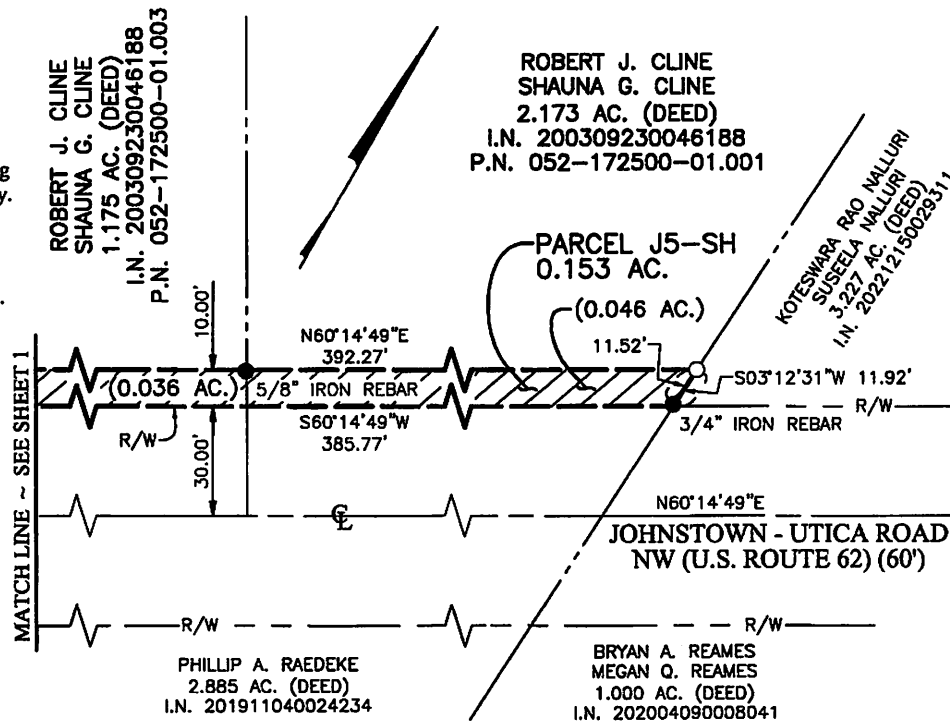 ROBERT J. CLINE
SHAUNA G. CLINE
1.175 AC. (DEED)
I.N. 200309230046188
P.N. 052-172500-01.003
g
y.
.
ROBERT J. CLINE
SHAUNA G. CLINE
2.173 AC. (DEED)
I.N. 200309230046188
P.N. 052-172500-01.001
KOTESWARA RAO NALLURI
SUSEELA NALLURI
3.227 AC. (DEED)
I.N. 202212150029311
PARCEL J5-SH
0.153 AC.
(0.046 AC.)
10.00'
N60°14'49"E
392.27'
11.52'
S03°12'31"W 11.92'
(0.036 AC.)
5/8" IRON REBAR
R/W
S60°14'49"W
385.77'
R/W
3/4" IRON REBAR
MATCH LINE ~ SEE SHEET 1
30.00'
N60°14'49"E
℄
JOHNSTOWN - UTICA ROAD
NW (U.S. ROUTE 62) (60')
R/W
R/W
PHILLIP A. RAEDEKE
2.885 AC. (DEED)
I.N. 201911040024234
BRYAN A. REAMES
MEGAN Q. REAMES
1.000 AC. (DEED)
I.N. 202004090008041